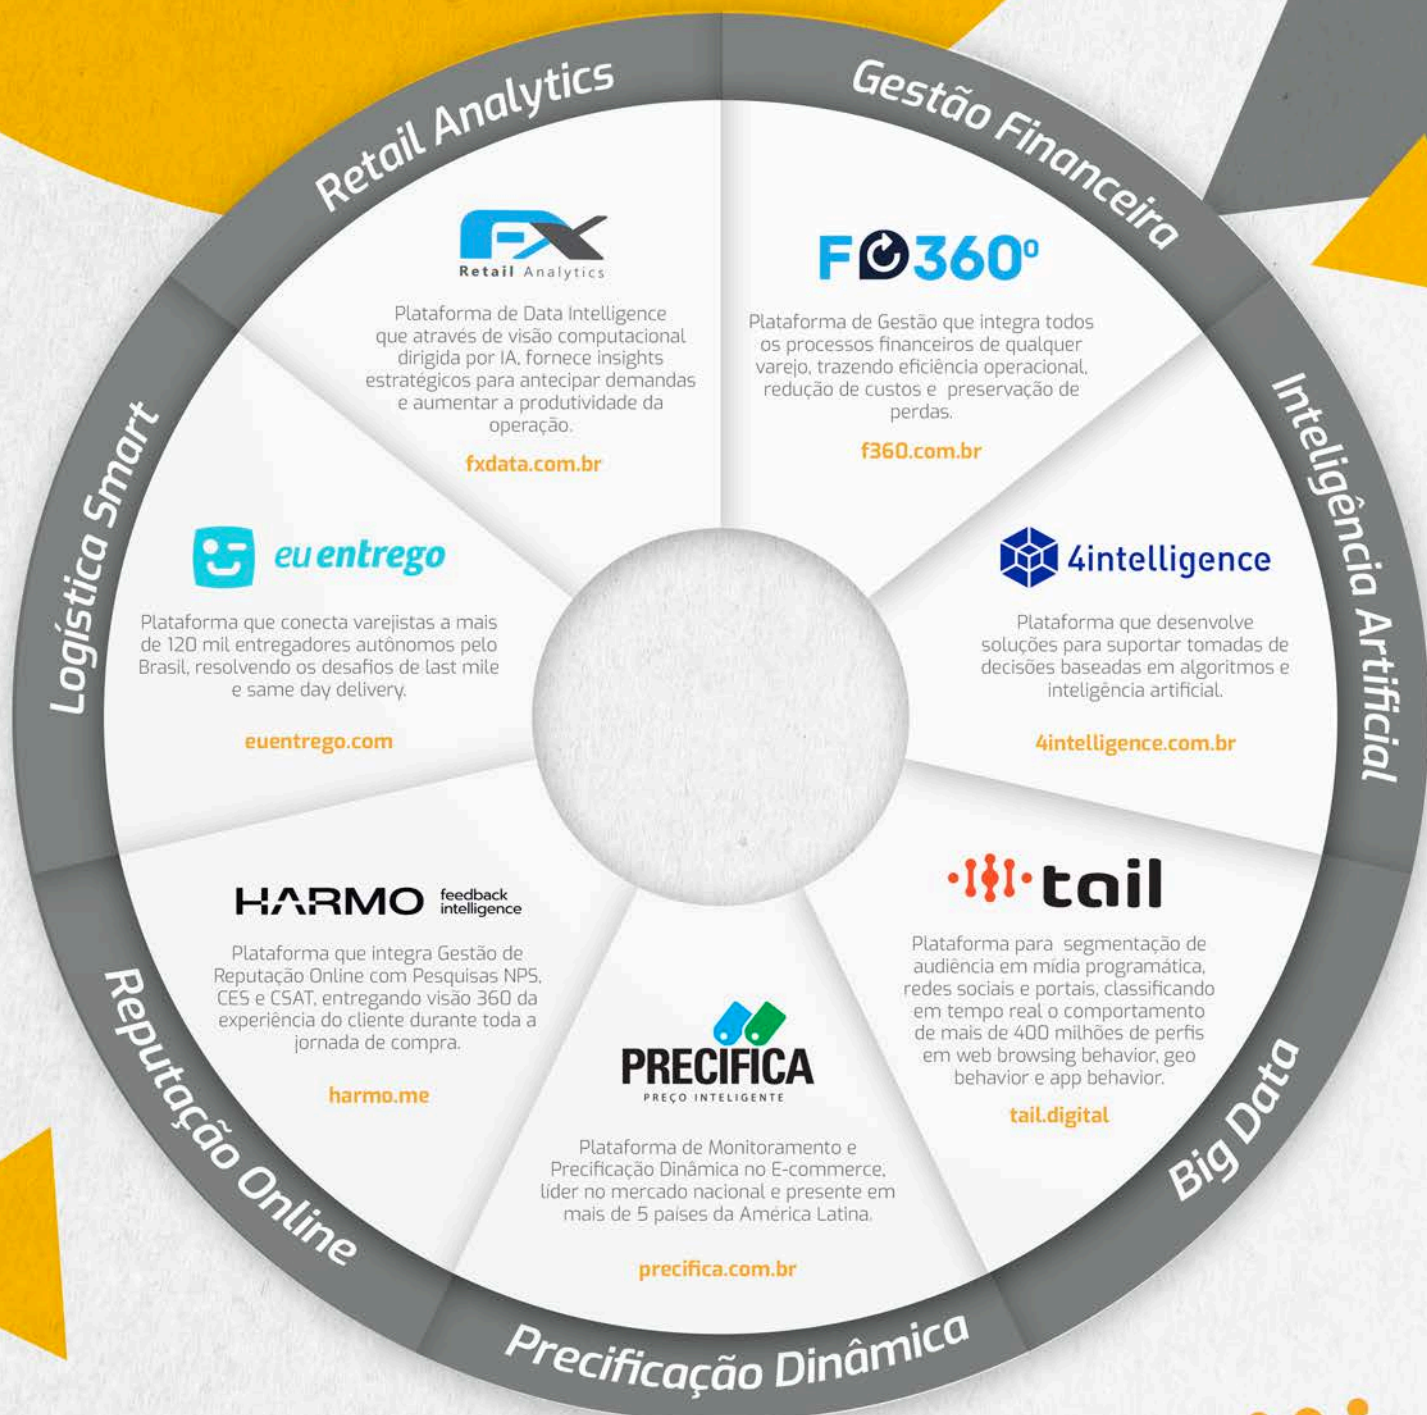 Retail Analytics
FX
Retail Analytics
Plataforma de Data Intelligence
que através de visão computacional
dirigida por IA, fornece insights
estratégicos para antecipar demandas
e aumentar a produtividade da
operação.
fxdata.com.br
Gestão Financeira
F360º
Plataforma de Gestão que integra todos
os processos financeiros de qualquer
varejo, trazendo eficiência operacional,
redução de custos e preservação de
perdas.
f360.com.br
Inteligência Artificial
4intelligence
Plataforma que desenvolve
soluções para suportar tomadas de
decisões baseadas em algoritmos e
inteligência artificial.
4intelligence.com.br
Big Data
tail
Plataforma para segmentação de
audiência em mídia programática,
redes sociais e portais, classificando
em tempo real o comportamento
de mais de 400 milhões de perfis
em web browsing behavior, geo
behavior e app behavior.
tail.digital
Precificação Dinâmica
PRECIFICA
PREÇO INTELIGENTE
Plataforma de Monitoramento e
Precificação Dinâmica no E-commerce,
líder no mercado nacional e presente em
mais de 5 países da América Latina.
precifica.com.br
Reputação Online
HARMO feedback
intelligence
Plataforma que integra Gestão de
Reputação Online com Pesquisas NPS,
CES e CSAT, entregando visão 360 da
experiência do cliente durante toda a
jornada de compra.
harmo.me
Logística Smart
eu entrego
Plataforma que conecta varejistas a mais
de 120 mil entregadores autônomos pelo
Brasil, resolvendo os desafios de last mile
e same day delivery.
euentrego.com